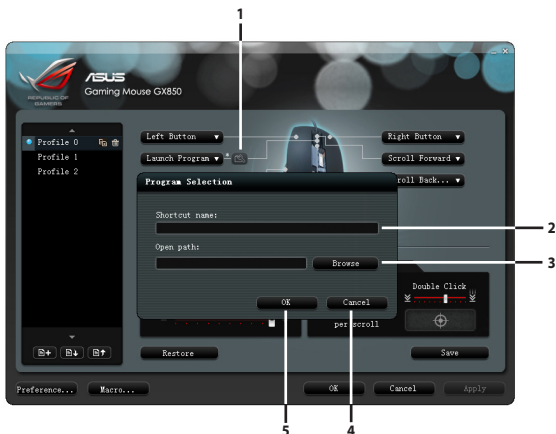 1
REPUBLIC OF
GAMERS
ASUS
Gaming Mouse GX850
Profile 0
Profile 1
Profile 2
Left Button
Right Button
Launch Program
Scroll Forward
roll Back...
Program Selection
Shortcut name:
2
Open path:
Browse
3
OK
Cancel
Double Click
per scroll
Restore
Save
Preference...
Macro...
OK
Cancel
Apply
5
4